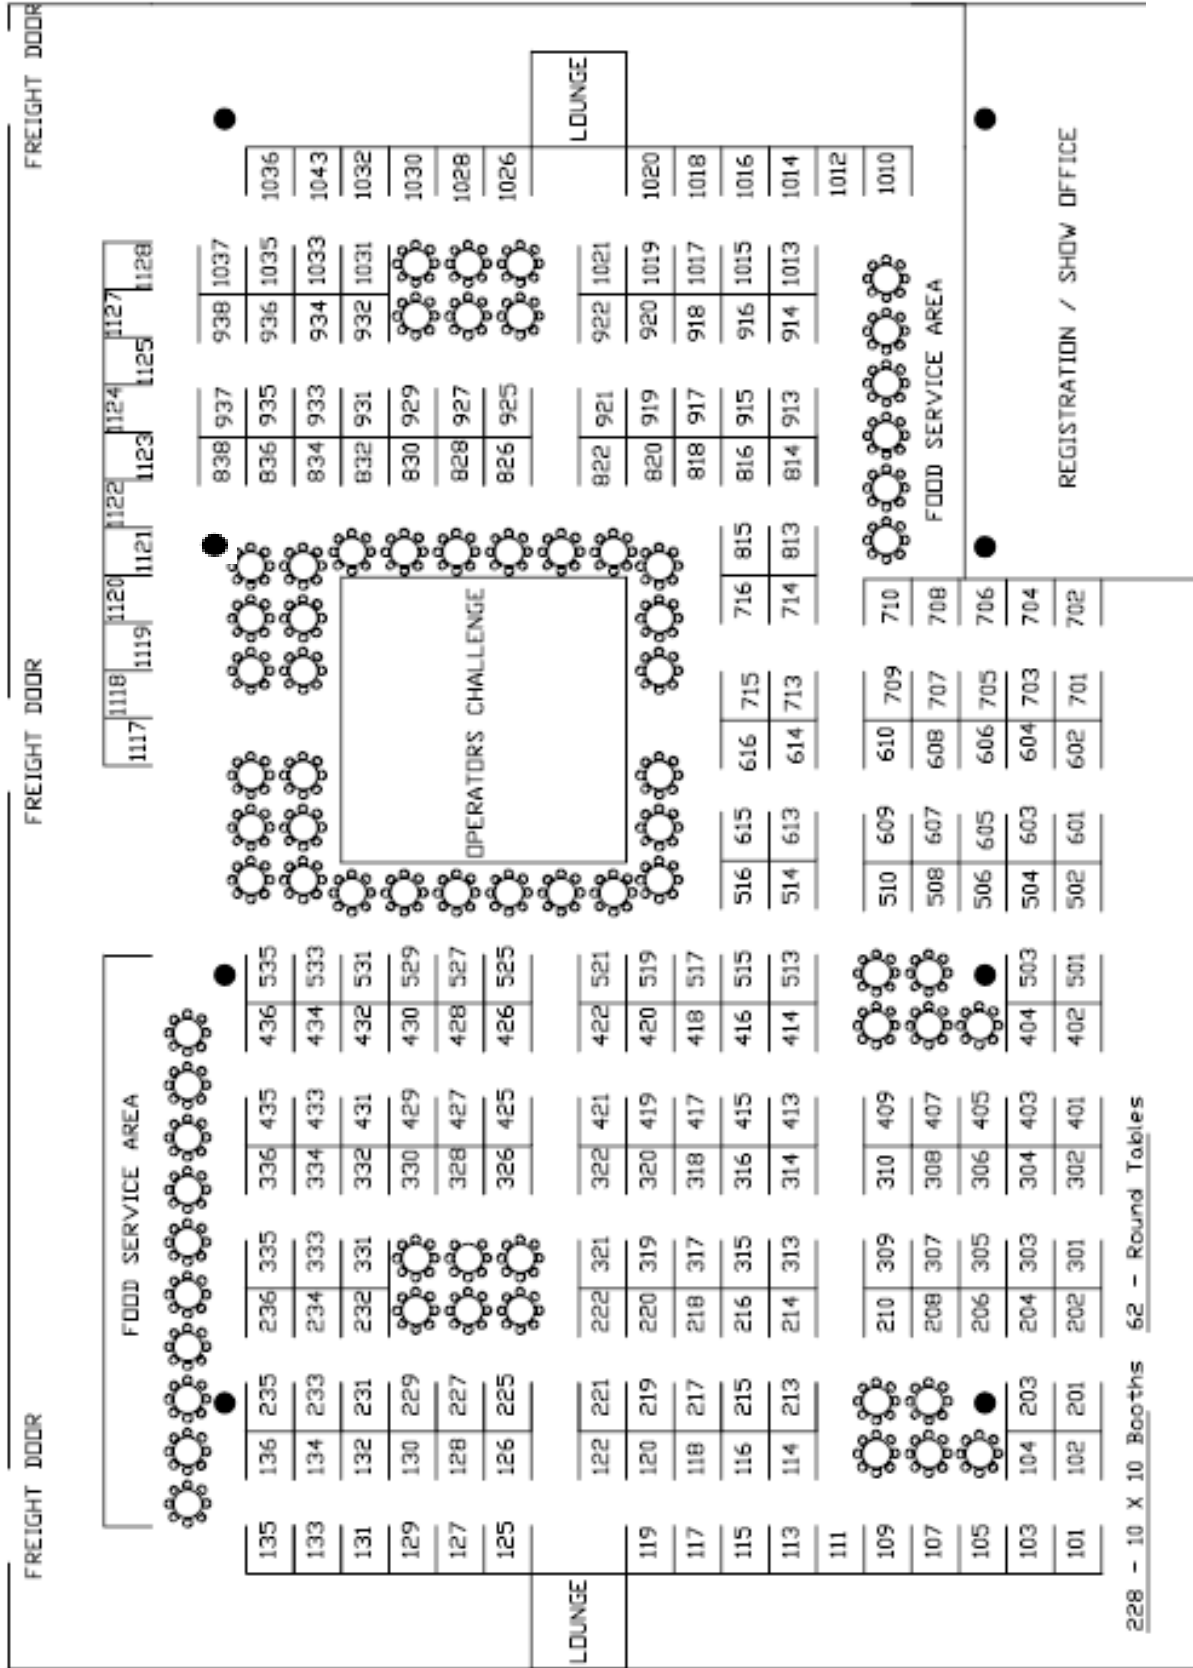 FREIGHT DOOR FREIGHT DOOR FREIGHT DOOR
1118 1120 1122 1124 1127
FOOD SERVICE AREA 1117 1119 1121 1123 1125 1128
838 937 938 1037
135 136 235 236 335 336 435 436 535 836 935 936 1035 1036
133 134 233 234 333 334 433 434 533 834 933 934 1033 1043
131 132 231 232 331 332 431 432 531 832 931 932 1031 1032
129 130 229 330 429 430 529 830 929 1030
127 128 227 328 427 428 527 828 927 1028
OPERATORS CHALLENGE
125 126 225 326 425 426 525 826 925 1026
LOUNGE LOUNGE
122 221 222 321 322 421 422 521 822 921 922 1021
119 120 219 220 319 320 419 420 519 820 919 920 1019 1020
117 118 217 218 317 318 417 418 517 818 917 918 1017 1018
115 116 215 216 315 316 415 416 515 516 615 616 715 716 815 816 915 916 1015 1016
113 114 213 214 313 314 413 414 513 514 613 614 713 714 813 814 913 914 1013 1014
111 1012
109 210 309 310 409 510 609 610 709 710 1010
107 208 307 308 407 508 607 608 707 708 FOOD SERVICE AREA
105 206 305 306 405 506 605 606 705 706
103 104 203 204 303 304 403 404 503 504 603 604 703 704
101 102 201 202 301 302 401 402 501 502 601 602 701 702
REGISTRATION / SHOW OFFICE
228 - 10 X 10 Booths 62 - Round Tables